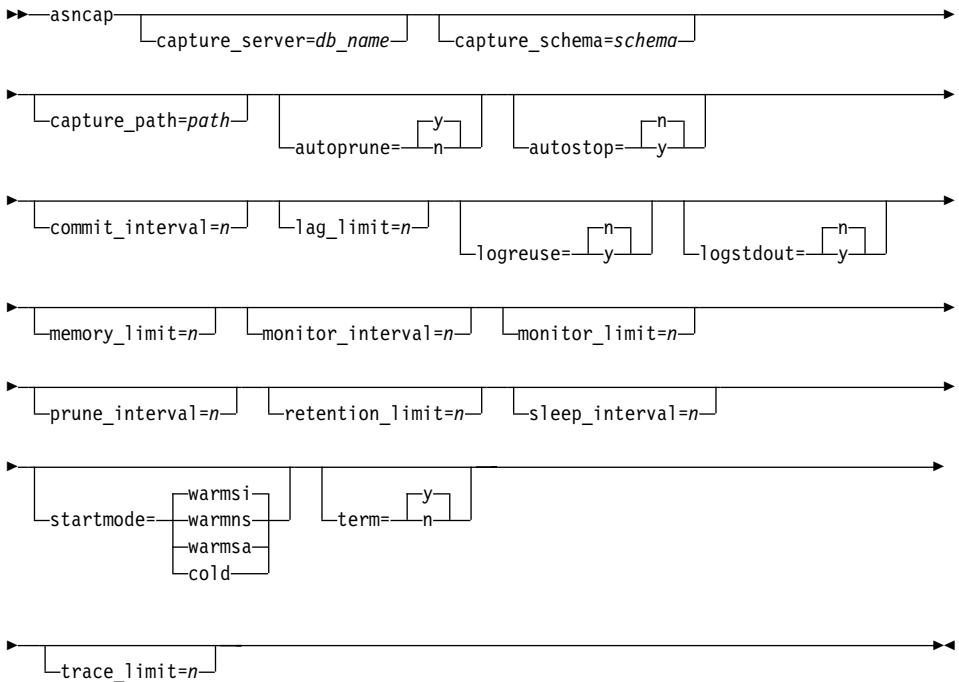 asncap
capture_server=db_name capture_schema=schema
capture_path=path
y
autoprune= n
n
autostop= y
commit_interval=n lag_limit=n
n
logreuse= y
n
logstdout= y
memory_limit=n monitor_interval=n monitor_limit=n
prune_interval=n retention_limit=n sleep_interval=n
warmsi
startmode= warmns
warmsa
cold
y
term= n
trace_limit=n